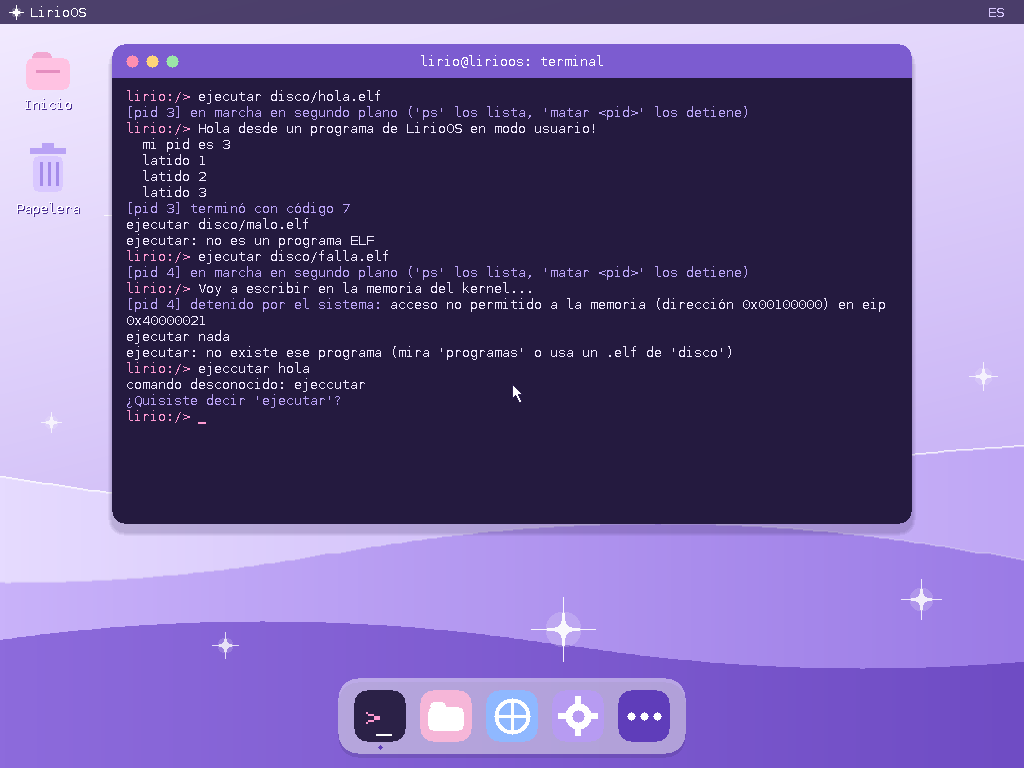 LirioOS
ES
Inicio
Papelera
lirio@lirioos: terminal
lirio:/> ejecutar disco/hola.elf
[pid 3] en marcha en segundo plano ('ps' los lista, 'matar <pid>' los detiene)
lirio:/> Hola desde un programa de LirioOS en modo usuario!
  mi pid es 3
  latido 1
  latido 2
  latido 3
[pid 3] terminó con código 7
ejecutar disco/malo.elf
ejecutar: no es un programa ELF
lirio:/> ejecutar disco/falla.elf
[pid 4] en marcha en segundo plano ('ps' los lista, 'matar <pid>' los detiene)
lirio:/> Voy a escribir en la memoria del kernel...
[pid 4] detenido por el sistema: acceso no permitido a la memoria (dirección 0x00100000) en eip
0x40000021
ejecutar nada
ejecutar: no existe ese programa (mira 'programas' o usa un .elf de 'disco')
lirio:/> ejeccutar hola
comando desconocido: ejeccutar
¿Quisiste decir 'ejecutar'?
lirio:/> _
>_